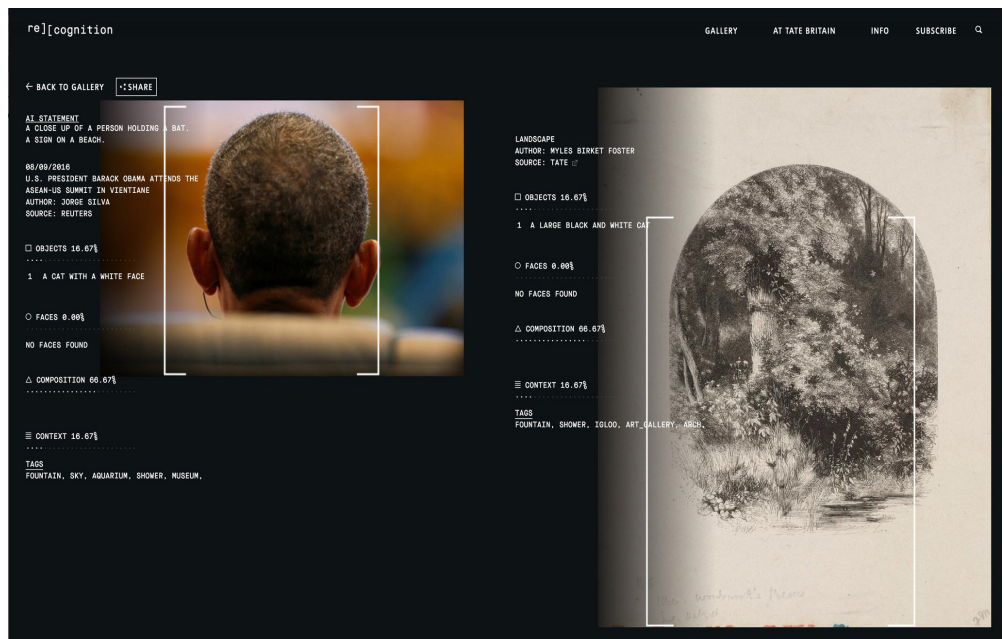 re][cognition
GALLERY AT TATE BRITAIN INFO SUBSCRIBE
BACK TO GALLERY SHARE
AI STATEMENT
A CLOSE UP OF A PERSON HOLDING A BAT.
A SIGN ON A BEACH.
08/09/2016
U.S. PRESIDENT BARACK OBAMA ATTENDS THE
ASEAN-US SUMMIT IN VIENTIANE
AUTHOR: JORGE SILVA
SOURCE: REUTERS
OBJECTS 16.67%
1 A CAT WITH A WHITE FACE
FACES 0.00%
NO FACES FOUND
COMPOSITION 66.67%
CONTEXT 16.67%
TAGS
FOUNTAIN, SKY, AQUARIUM, SHOWER, MUSEUM,
LANDSCAPE
AUTHOR: MYLES BIRKET FOSTER
SOURCE: TATE
OBJECTS 16.67%
1 A LARGE BLACK AND WHITE CAT
FACES 0.00%
NO FACES FOUND
COMPOSITION 66.67%
CONTEXT 16.67%
TAGS
FOUNTAIN, SHOWER, IGLOO, ART_GALLERY, ARCH,